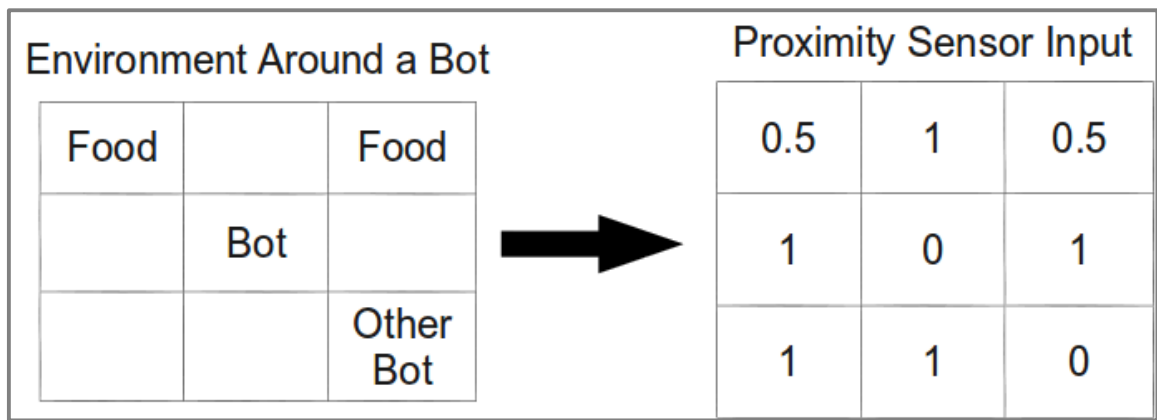 Environment Around a Bot
Food Food
Bot
Other
Bot
Proximity Sensor Input
0.5 1 0.5
1 0 1
1 1 0